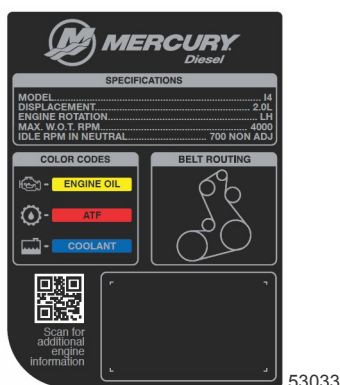 MERCURY
Diesel
SPECIFICATIONS
MODEL.......................................................... I4
DISPLACEMENT.......................................... 2.0L
ENGINE ROTATION....................................... LH
MAX. W.O.T. RPM....................................... 4000
IDLE RPM IN NEUTRAL..................... 700 NON ADJ
COLOR CODES
BELT ROUTING
- ENGINE OIL
- ATF
- COOLANT
Scan for
additional
engine
information
53033